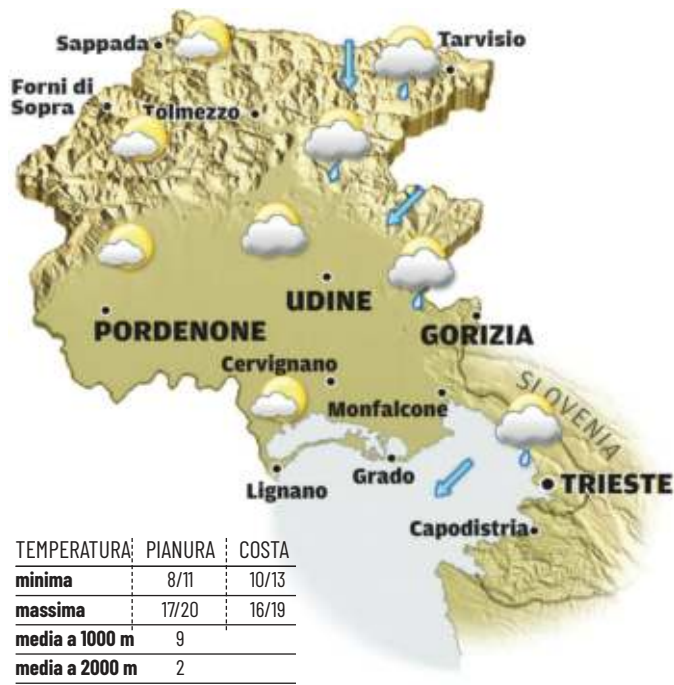 Sappada
Tarvisio
Forni di
Sopra
Tolmezzo
UDINE
PORDENONE
GORIZIA
Cervignano
SLOVENIA
Monfalcone
Grado
Lignano
TRIESTE
Capodistria
TEMPERATURA PIANURA COSTA
minima 8/11 10/13
massima 17/20 16/19
media a 1000 m 9
media a 2000 m 2